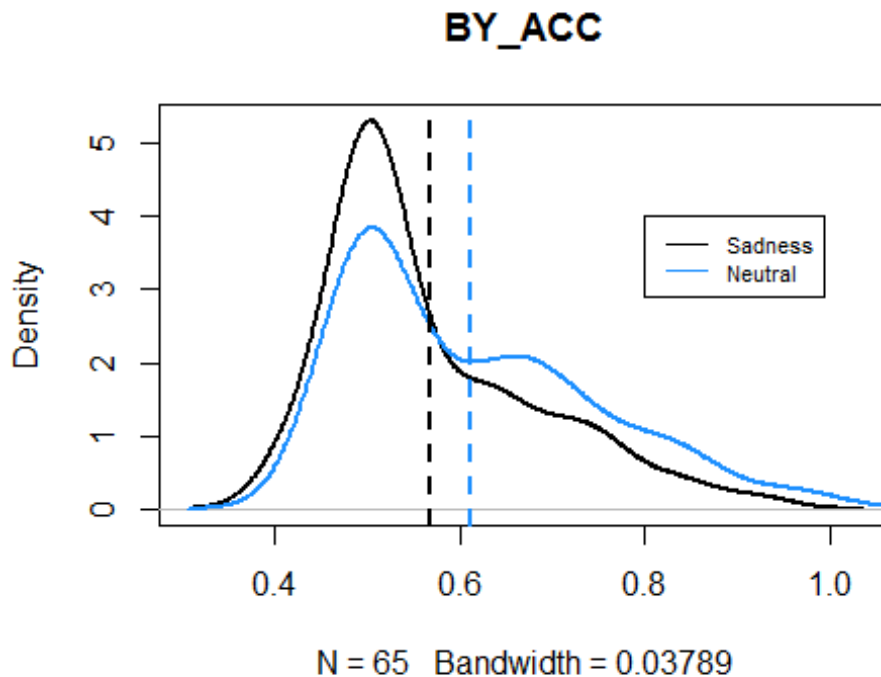 BY_ACC
Density
5
4
3
2
1
0
Sadness
Neutral
0.4 0.6 0.8 1.0
N = 65 Bandwidth = 0.03789